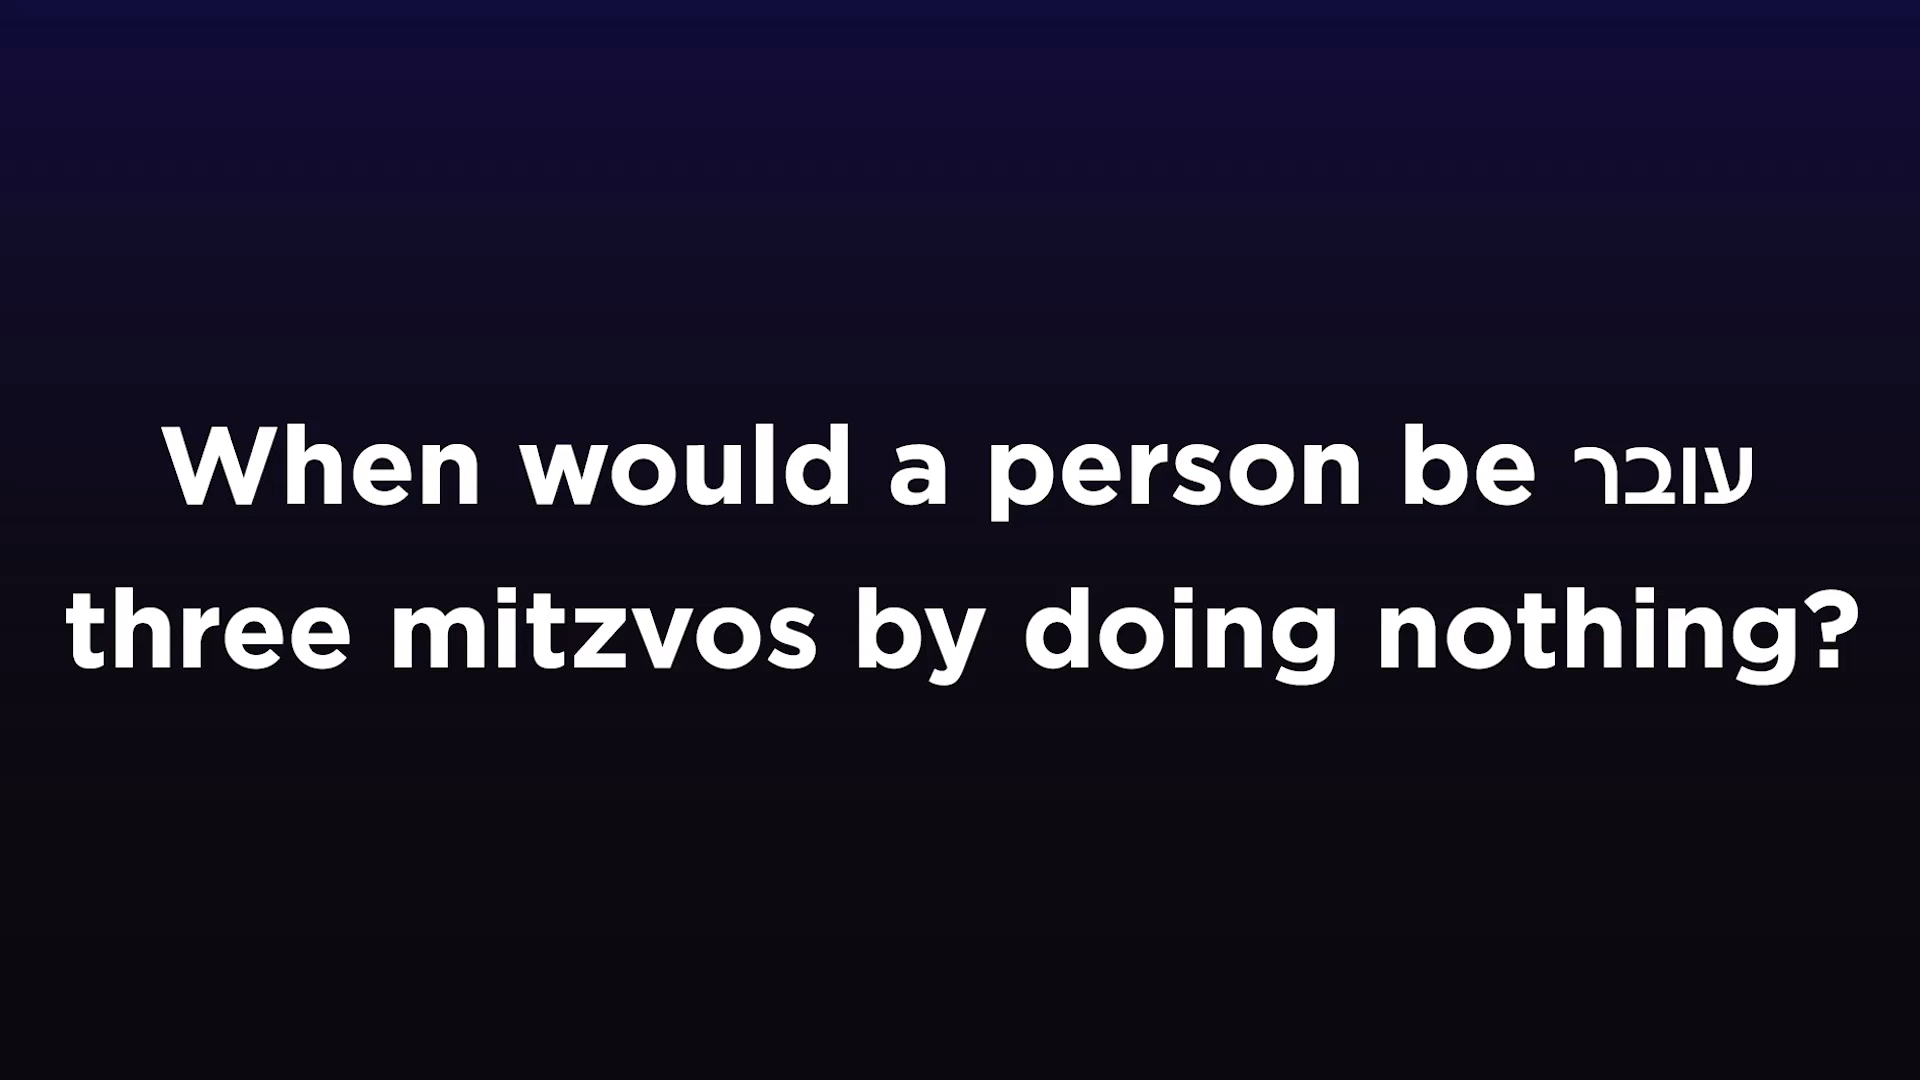 When would a person be עובר
three mitzvos by doing nothing?